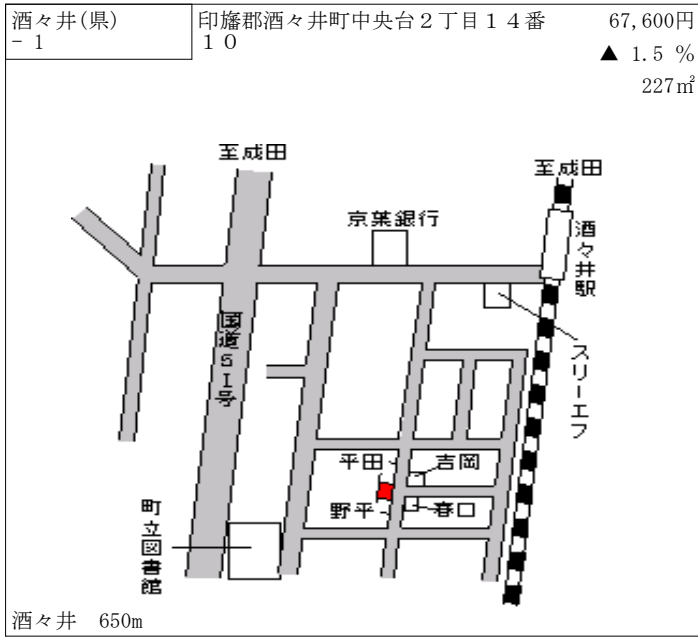 酒々井(県)
- 1
印旛郡酒々井町中央台２丁目１４番
１０
67,600円
▲ 1.5 %
227㎡
至成田
至成田
京葉銀行
酒々井駅
国道51号
スリーエフ
平田
吉岡
野平
春口
町立図書館
酒々井 650m